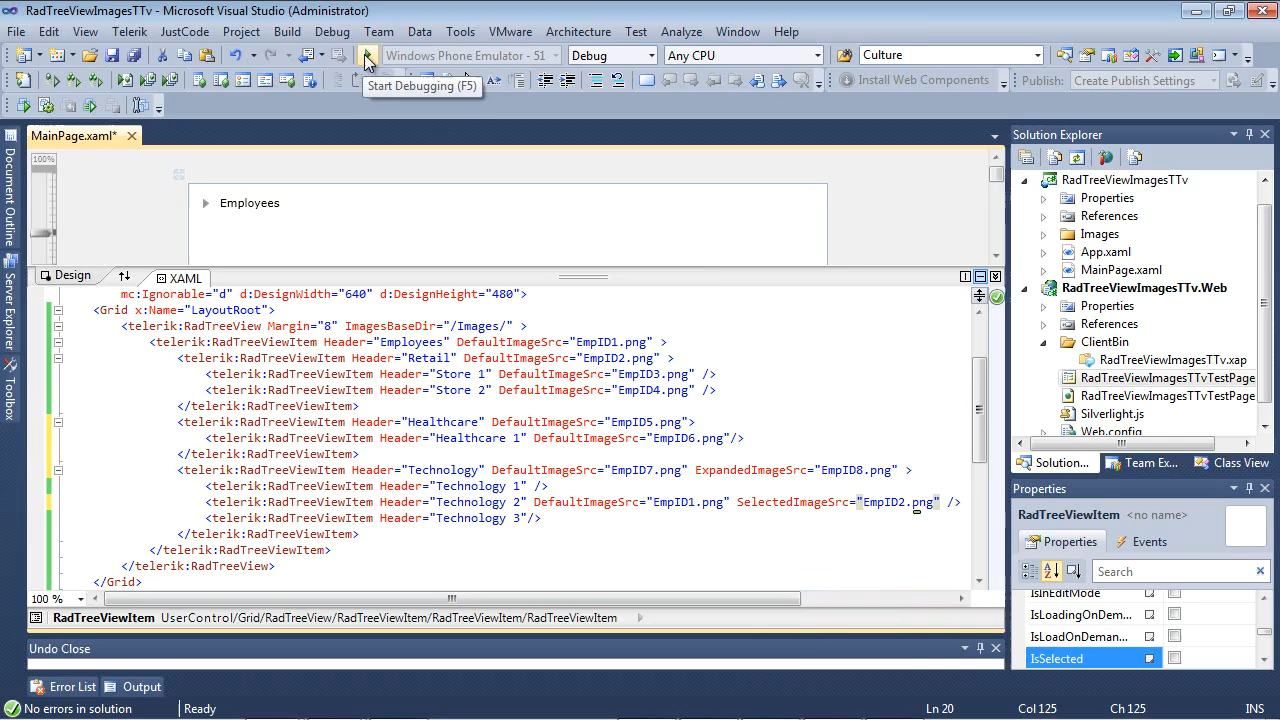 RadTreeViewImagesTTv - Microsoft Visual Studio (Administrator)
File Edit View Telerik JustCode Project Build Debug Team Data Tools VMware Architecture Test Analyze Window Help
Windows Phone Emulator - 51 Debug Any CPU Culture
Start Debugging (F5)
Install Web Components Create Publish Settings
MainPage.xaml*
100%
Employees
Design XAML
mc:Ignorable="d" d:DesignWidth="640" d:DesignHeight="480">
<Grid x:Name="LayoutRoot">
<telerik:RadTreeView Margin="8" ImagesBaseDir="/Images/" >
<telerik:RadTreeViewItem Header="Employees" DefaultImageSrc="EmpID1.png" >
<telerik:RadTreeViewItem Header="Retail" DefaultImageSrc="EmpID2.png" >
<telerik:RadTreeViewItem Header="Store 1" DefaultImageSrc="EmpID3.png" />
<telerik:RadTreeViewItem Header="Store 2" DefaultImageSrc="EmpID4.png" />
</telerik:RadTreeViewItem>
<telerik:RadTreeViewItem Header="Healthcare" DefaultImageSrc="EmpID5.png">
<telerik:RadTreeViewItem Header="Healthcare 1" DefaultImageSrc="EmpID6.png"/>
</telerik:RadTreeViewItem>
<telerik:RadTreeViewItem Header="Technology" DefaultImageSrc="EmpID7.png" ExpandedImageSrc="EmpID8.png" >
<telerik:RadTreeViewItem Header="Technology 1" />
<telerik:RadTreeViewItem Header="Technology 2" DefaultImageSrc="EmpID1.png" SelectedImageSrc="EmpID2.png" />
<telerik:RadTreeViewItem Header="Technology 3"/>
</telerik:RadTreeViewItem>
</telerik:RadTreeViewItem>
</telerik:RadTreeView>
</Grid>
100 %
RadTreeViewItem UserControl/Grid/RadTreeView/RadTreeViewItem/RadTreeViewItem/RadTreeViewItem
Undo Close
Error List Output
No errors in solution Ready Ln 20 Col 125 Ch 125 INS
Document Outline
Server Explorer
Toolbox
Solution Explorer
RadTreeViewImagesTTv
Properties
References
Images
App.xaml
MainPage.xaml
RadTreeViewImagesTTv.Web
Properties
References
ClientBin
RadTreeViewImagesTTv.xap
RadTreeViewImagesTTvTestPage
RadTreeViewImagesTTvTestPage
Silverlight.js
Web.config
Solution... Team Ex... Class View
Properties
RadTreeViewItem <no name>
Properties Events
Search
IsInEditMode
IsLoadingOnDem...
IsLoadOnDeman...
IsSelected